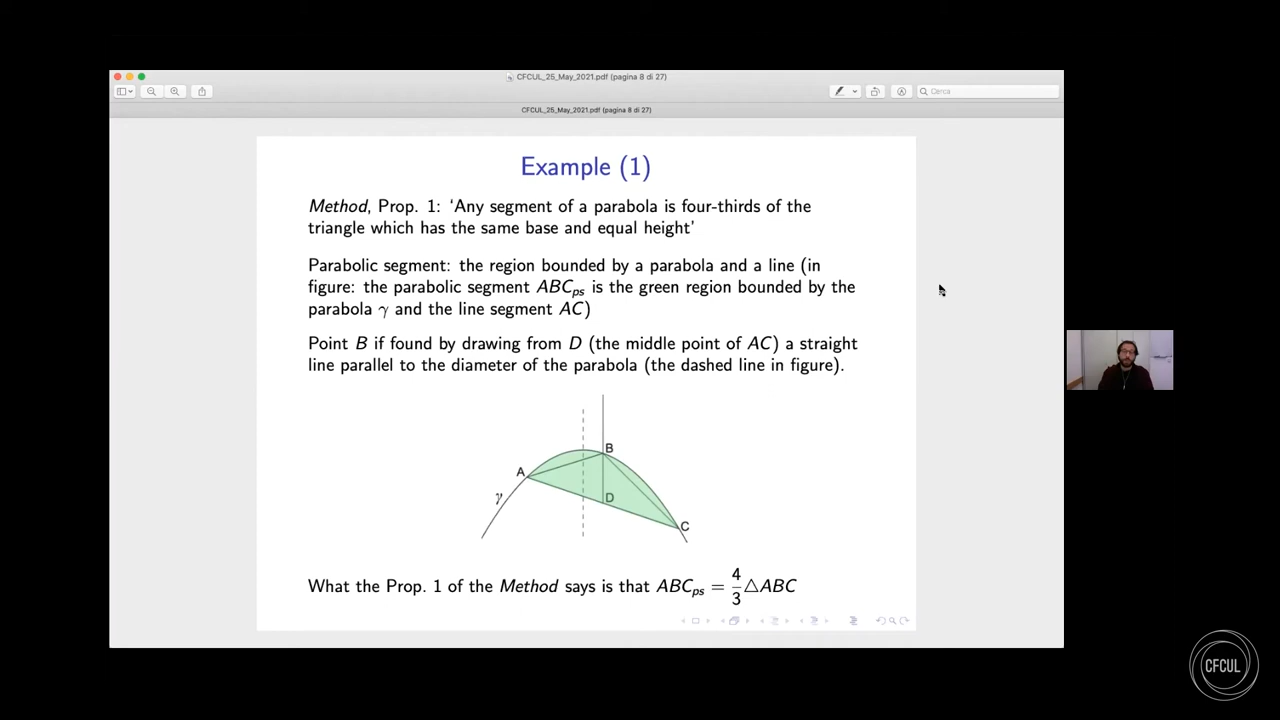 CFCUL_25_May_2021.pdf (pagina 8 di 27)
Cerca
CFCUL_25_May_2021.pdf (pagina 8 di 27)
Example (1)
Method, Prop. 1: ‘Any segment of a parabola is four-thirds of the
triangle which has the same base and equal height’
Parabolic segment: the region bounded by a parabola and a line (in
figure: the parabolic segment ABCps is the green region bounded by the
parabola γ and the line segment AC)
Point B if found by drawing from D (the middle point of AC) a straight
line parallel to the diameter of the parabola (the dashed line in figure).
B
A
γ
D
C
What the Prop. 1 of the Method says is that ABCps = 4/3 △ABC
CFCUL